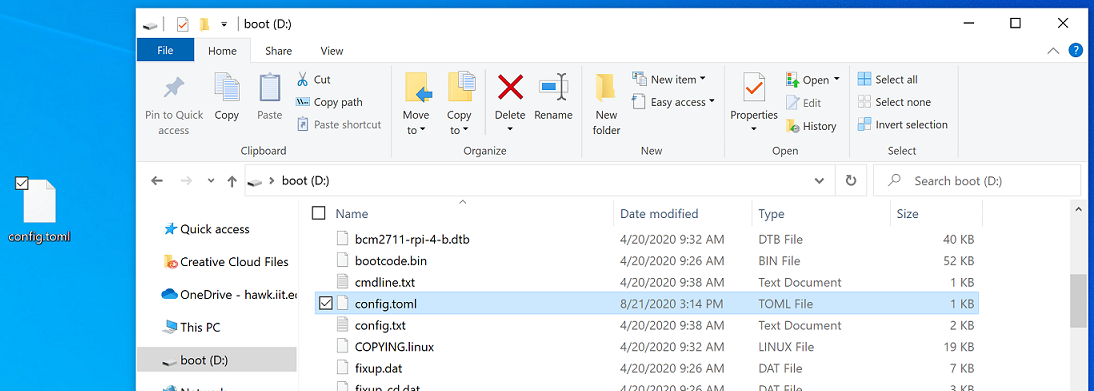 boot (D:)
File Home Share View
Pin to Quick access
Copy
Paste
Cut
Copy path
Paste shortcut
Clipboard
Move to
Copy to
Delete
Rename
Organize
New folder
New item
Easy access
New
Properties
Open
Edit
History
Open
Select all
Select none
Invert selection
Select
boot (D:)
Search boot (D:)
config.toml
Quick access
Creative Cloud Files
OneDrive - hawk.iit.ed
This PC
boot (D:)
Name Date modified Type Size
bcm2711-rpi-4-b.dtb 4/20/2020 9:32 AM DTB File 40 KB
bootcode.bin 4/20/2020 9:26 AM BIN File 52 KB
cmdline.txt 4/20/2020 9:38 AM Text Document 1 KB
config.toml 8/21/2020 3:14 PM TOML File 1 KB
config.txt 4/20/2020 9:38 AM Text Document 2 KB
COPYING.linux 4/20/2020 9:32 AM LINUX File 19 KB
fixup.dat 4/20/2020 9:26 AM DAT File 7 KB
fixup_cd.dat 4/20/2020 9:26 AM DAT File 3 KB